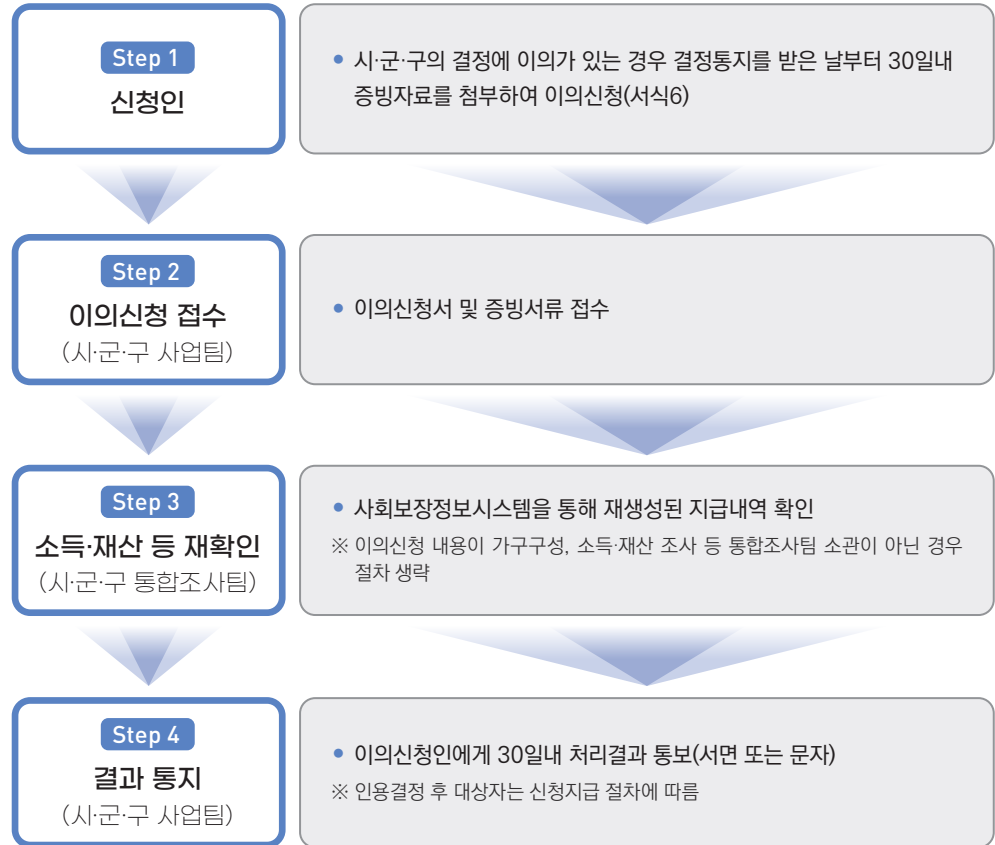 Step 1
신청인
• 시·군·구의 결정에 이의가 있는 경우 결정통지를 받은 날부터 30일내
증빙자료를 첨부하여 이의신청(서식6)
Step 2
이의신청 접수
(시·군·구 사업팀)
• 이의신청서 및 증빙서류 접수
Step 3
소득·재산 등 재확인
(시·군·구 통합조사팀)
• 사회보장정보시스템을 통해 재생성된 지급내역 확인
※ 이의신청 내용이 가구구성, 소득·재산 조사 등 통합조사팀 소관이 아닌 경우
절차 생략
Step 4
결과 통지
(시·군·구 사업팀)
• 이의신청인에게 30일내 처리결과 통보(서면 또는 문자)
※ 인용결정 후 대상자는 신청지급 절차에 따름